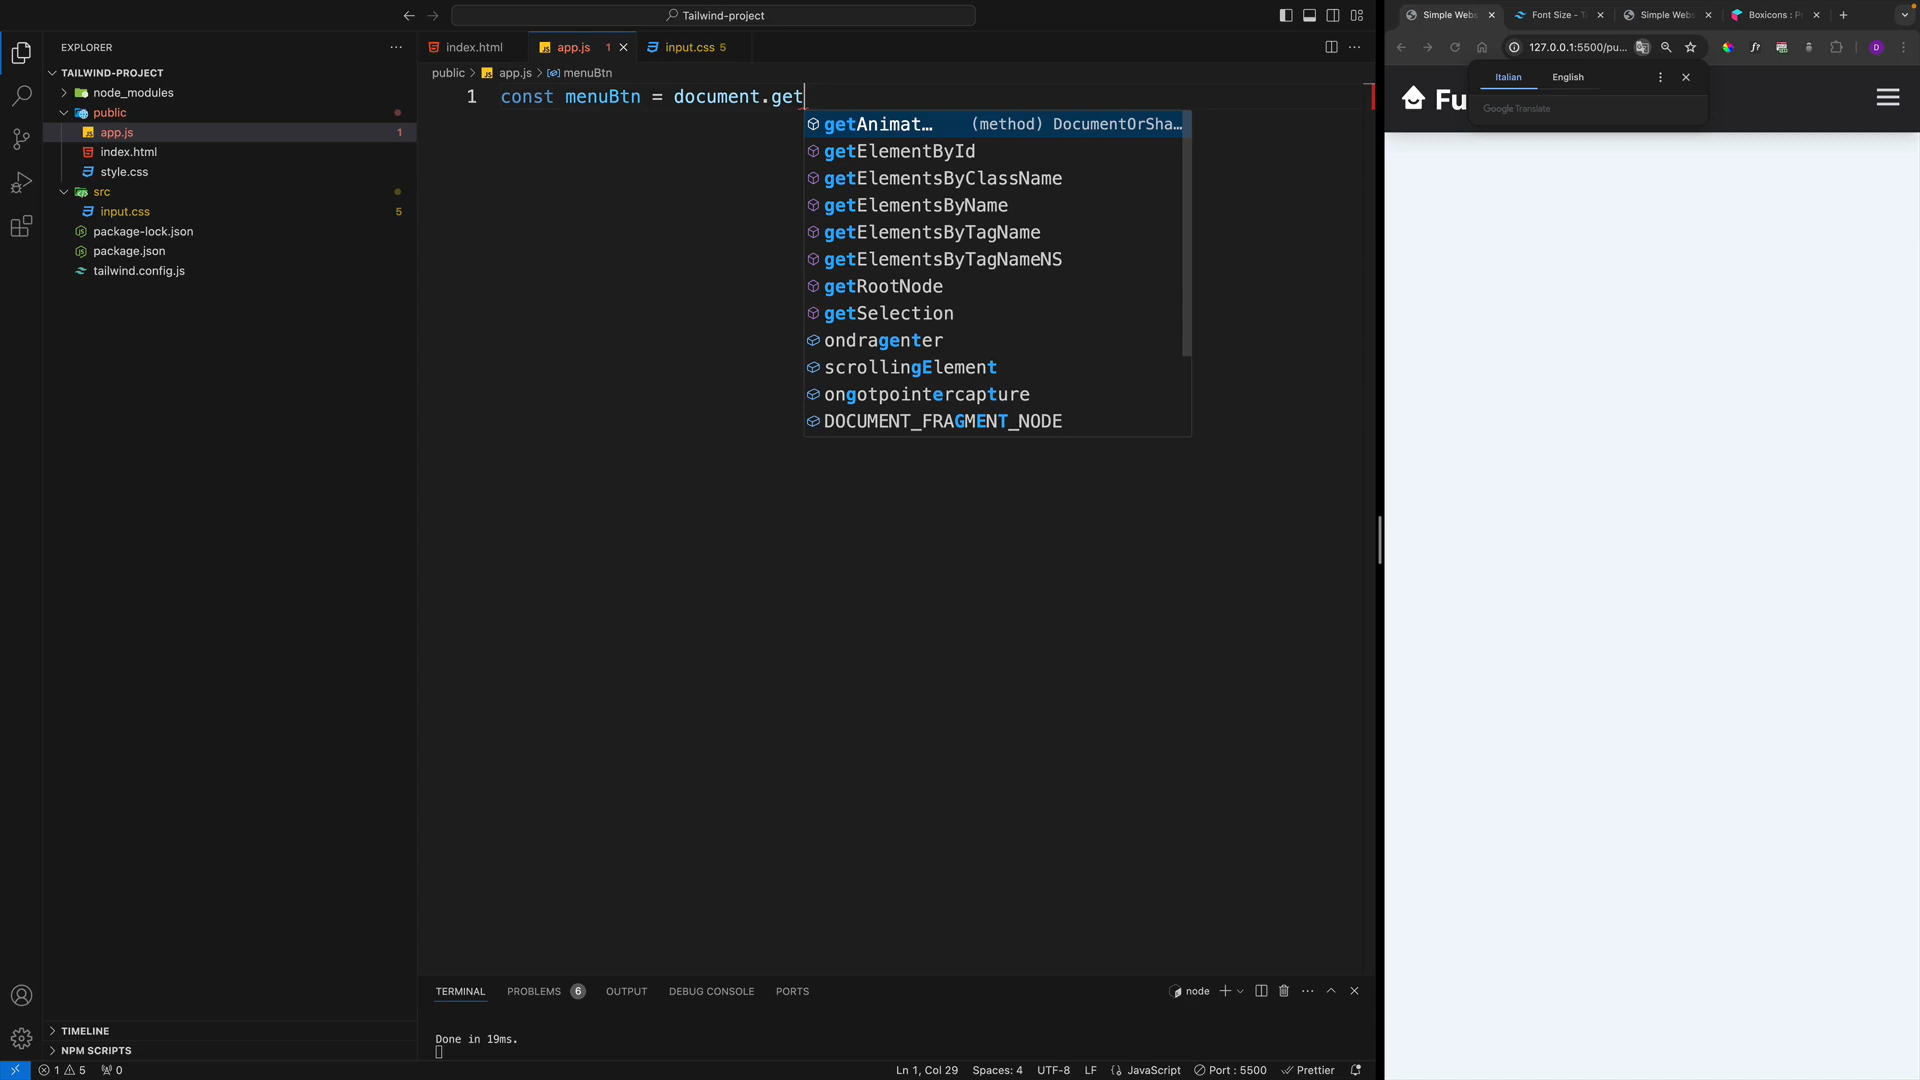 Tailwind-project
EXPLORER
TAILWIND-PROJECT
node_modules
public
app.js 1
index.html
style.css
src
input.css 5
package-lock.json
package.json
tailwind.config.js
TIMELINE
NPM SCRIPTS
index.html
app.js 1
input.css 5
public > app.js > menuBtn
1 const menuBtn = document.get
getAnimat… (method) DocumentOrSha…
getElementById
getElementsByClassName
getElementsByName
getElementsByTagName
getElementsByTagNameNS
getRootNode
getSelection
ondragenter
scrollingElement
ongotpointercapture
DOCUMENT_FRAGMENT_NODE
TERMINAL PROBLEMS 6 OUTPUT DEBUG CONSOLE PORTS
node
Done in 19ms.
1 5 0
Ln 1, Col 29 Spaces: 4 UTF-8 LF JavaScript Port : 5500 Prettier
Simple Webs Font Size - T Simple Webs Boxicons : P
127.0.0.1:5500/pu...
D
Italian English
Google Translate
Fu